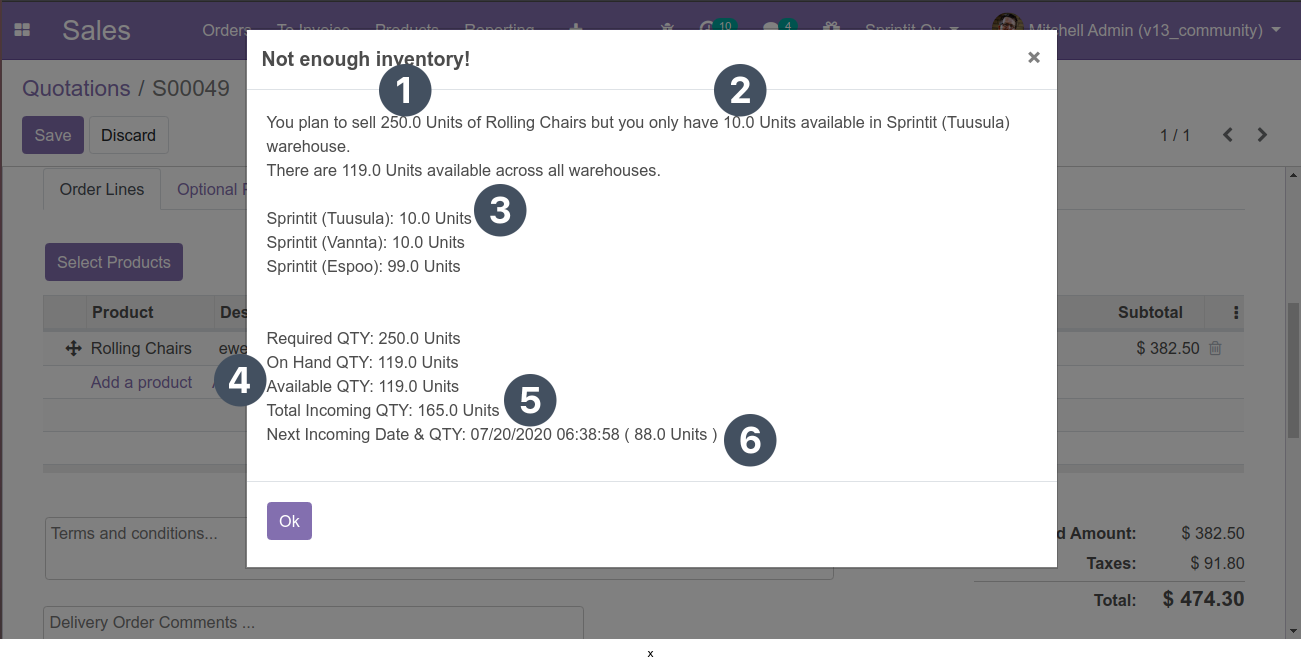 Sales
Orders To Invoice Products Reporting 10 4 Sprintit Oy Mitchell Admin (v13_community)
Not enough inventory!
×
Quotations / S00049
1 2
Save Discard
You plan to sell 250.0 Units of Rolling Chairs but you only have 10.0 Units available in Sprintit (Tuusula)
warehouse.
1 / 1
There are 119.0 Units available across all warehouses.
Order Lines Optional P
3
Sprintit (Tuusula): 10.0 Units
Sprintit (Vannta): 10.0 Units
Sprintit (Espoo): 99.0 Units
Select Products
Product Des Subtotal
Required QTY: 250.0 Units
Rolling Chairs ewe $ 382.50
On Hand QTY: 119.0 Units
4
Add a product
Available QTY: 119.0 Units
5
Total Incoming QTY: 165.0 Units
Next Incoming Date & QTY: 07/20/2020 06:38:58 ( 88.0 Units )
6
Ok
Terms and conditions...
d Amount: $ 382.50
Taxes: $ 91.80
Total: $ 474.30
Delivery Order Comments ...
x